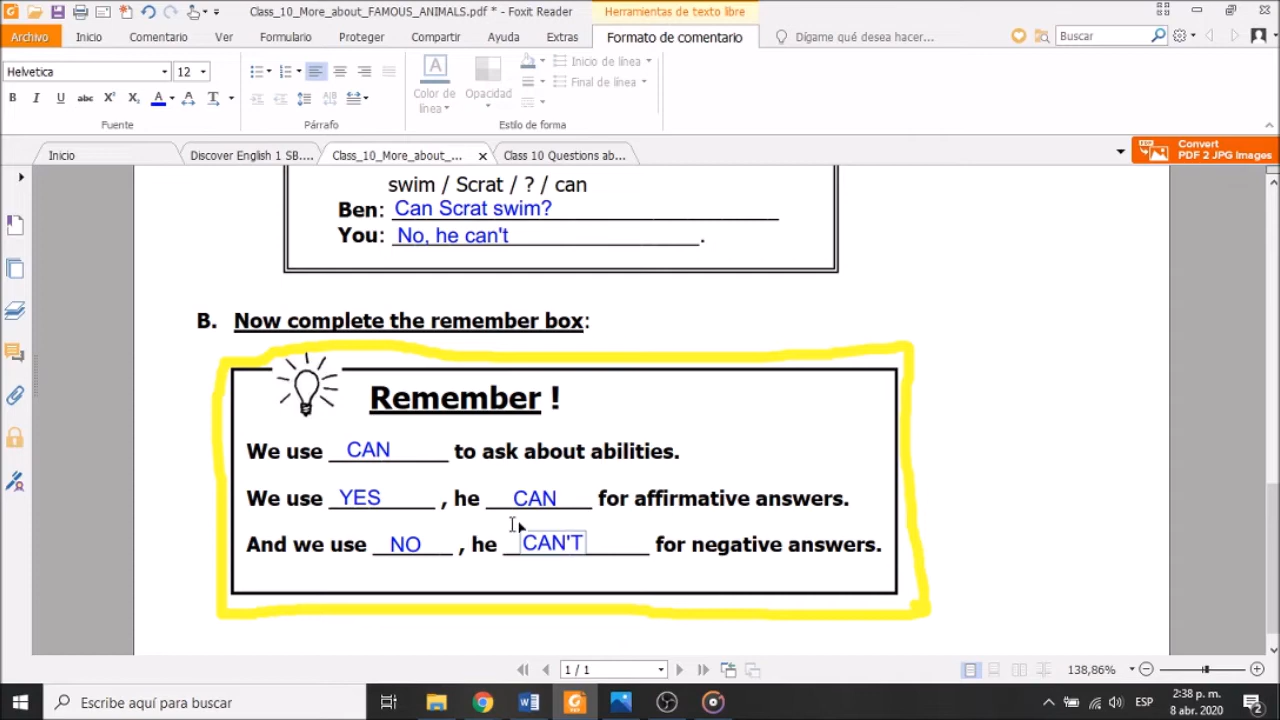 Class_10_More_about_FAMOUS_ANIMALS.pdf * - Foxit Reader
Herramientas de texto libre
Archivo Inicio Comentario Ver Formulario Proteger Compartir Ayuda Extras Formato de comentario Dígame qué desea hacer... Buscar
Helvetica 12
Color de línea Opacidad Inicio de línea Final de línea
Fuente Párrafo Estilo de forma
Inicio Discover English 1 SB.... Class_10_More_about_... Class 10 Questions ab...
Convert
PDF 2 JPG Images
swim / Scrat / ? / can
Ben: Can Scrat swim?
You: No, he can't .
B. Now complete the remember box:
Remember !
We use CAN to ask about abilities.
We use YES , he CAN for affirmative answers.
And we use NO , he CAN'T for negative answers.
1 / 1 138,86%
Escribe aquí para buscar
ESP
2:38 p. m.
8 abr. 2020
2